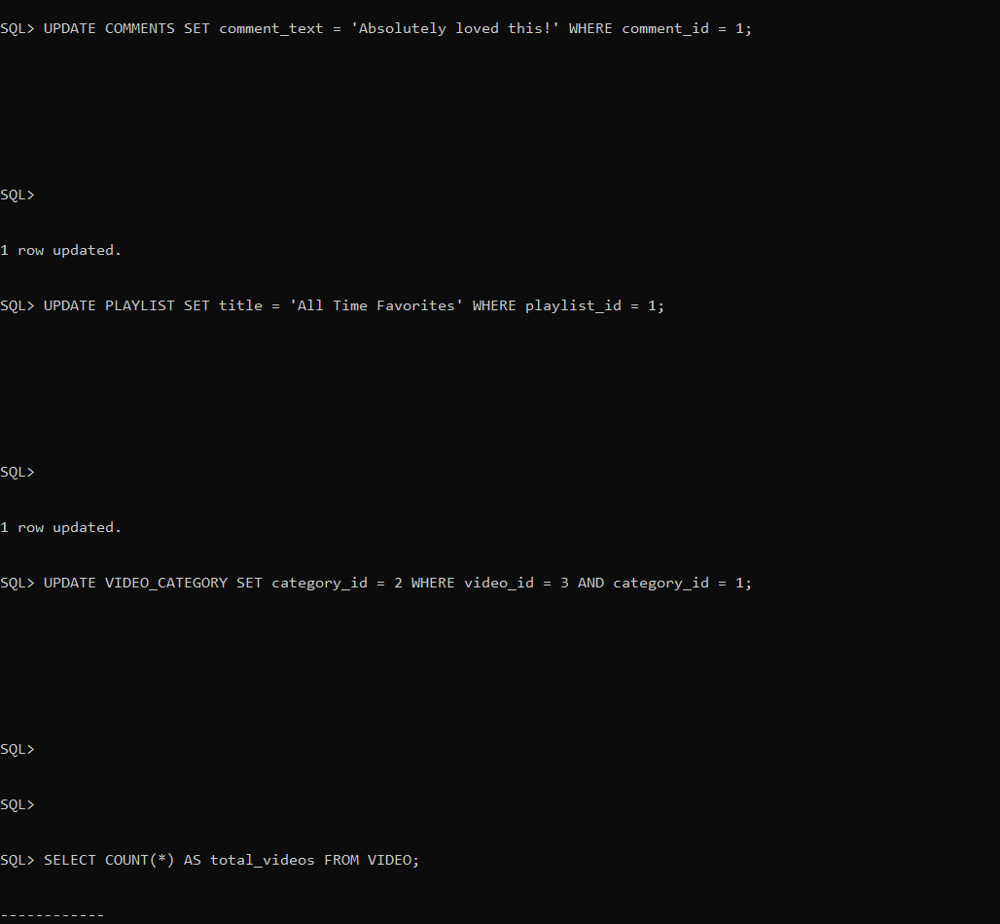 SQL> UPDATE COMMENTS SET comment_text = 'Absolutely loved this!' WHERE comment_id = 1;
SQL>
1 row updated.
SQL> UPDATE PLAYLIST SET title = 'All Time Favorites' WHERE playlist_id = 1;
SQL>
1 row updated.
SQL> UPDATE VIDEO_CATEGORY SET category_id = 2 WHERE video_id = 3 AND category_id = 1;
SQL>
SQL>
SQL> SELECT COUNT(*) AS total_videos FROM VIDEO;
------------